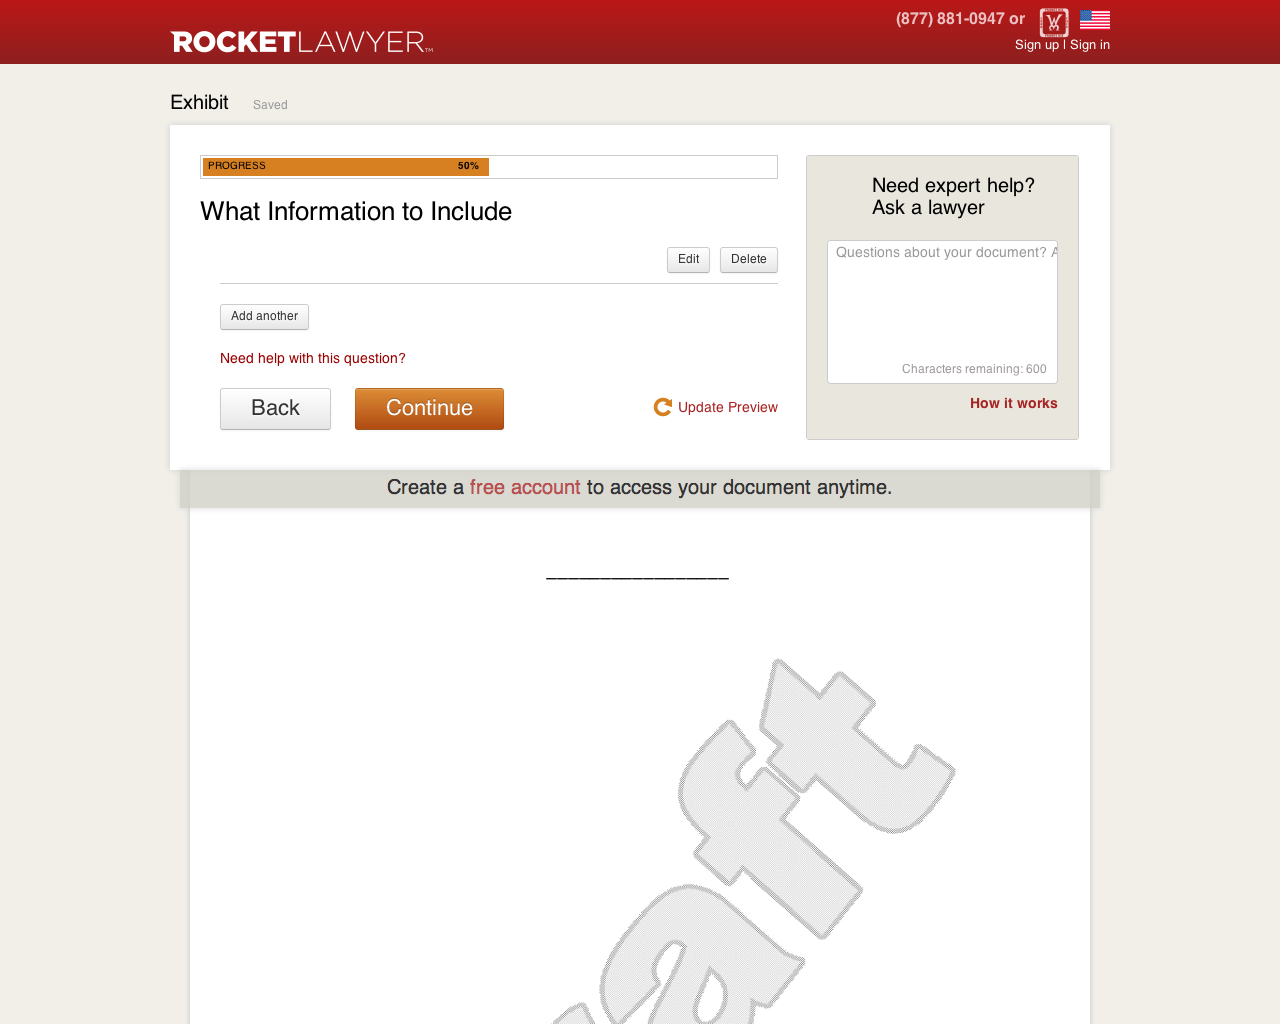 (877) 881-0947 or
ROCKETLAWYER™
Sign up | Sign in
Exhibit
Saved
PROGRESS 50%
What Information to Include
Edit
Delete
Add another
Need help with this question?
Back
Continue
Update Preview
Need expert help?
Ask a lawyer
Questions about your document? A
Characters remaining: 600
How it works
Create a free account to access your document anytime.
_________________
aft